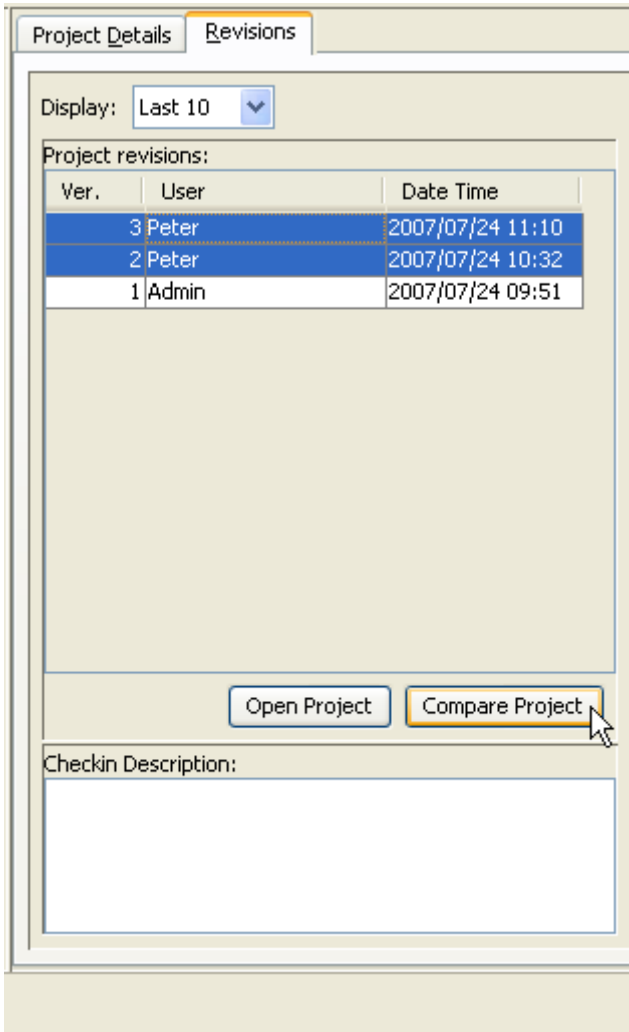 Project Details Revisions
Display: Last 10
Project revisions:
Ver. User Date Time
3 Peter 2007/07/24 11:10
2 Peter 2007/07/24 10:32
1 Admin 2007/07/24 09:51
Open Project Compare Project
Checkin Description: